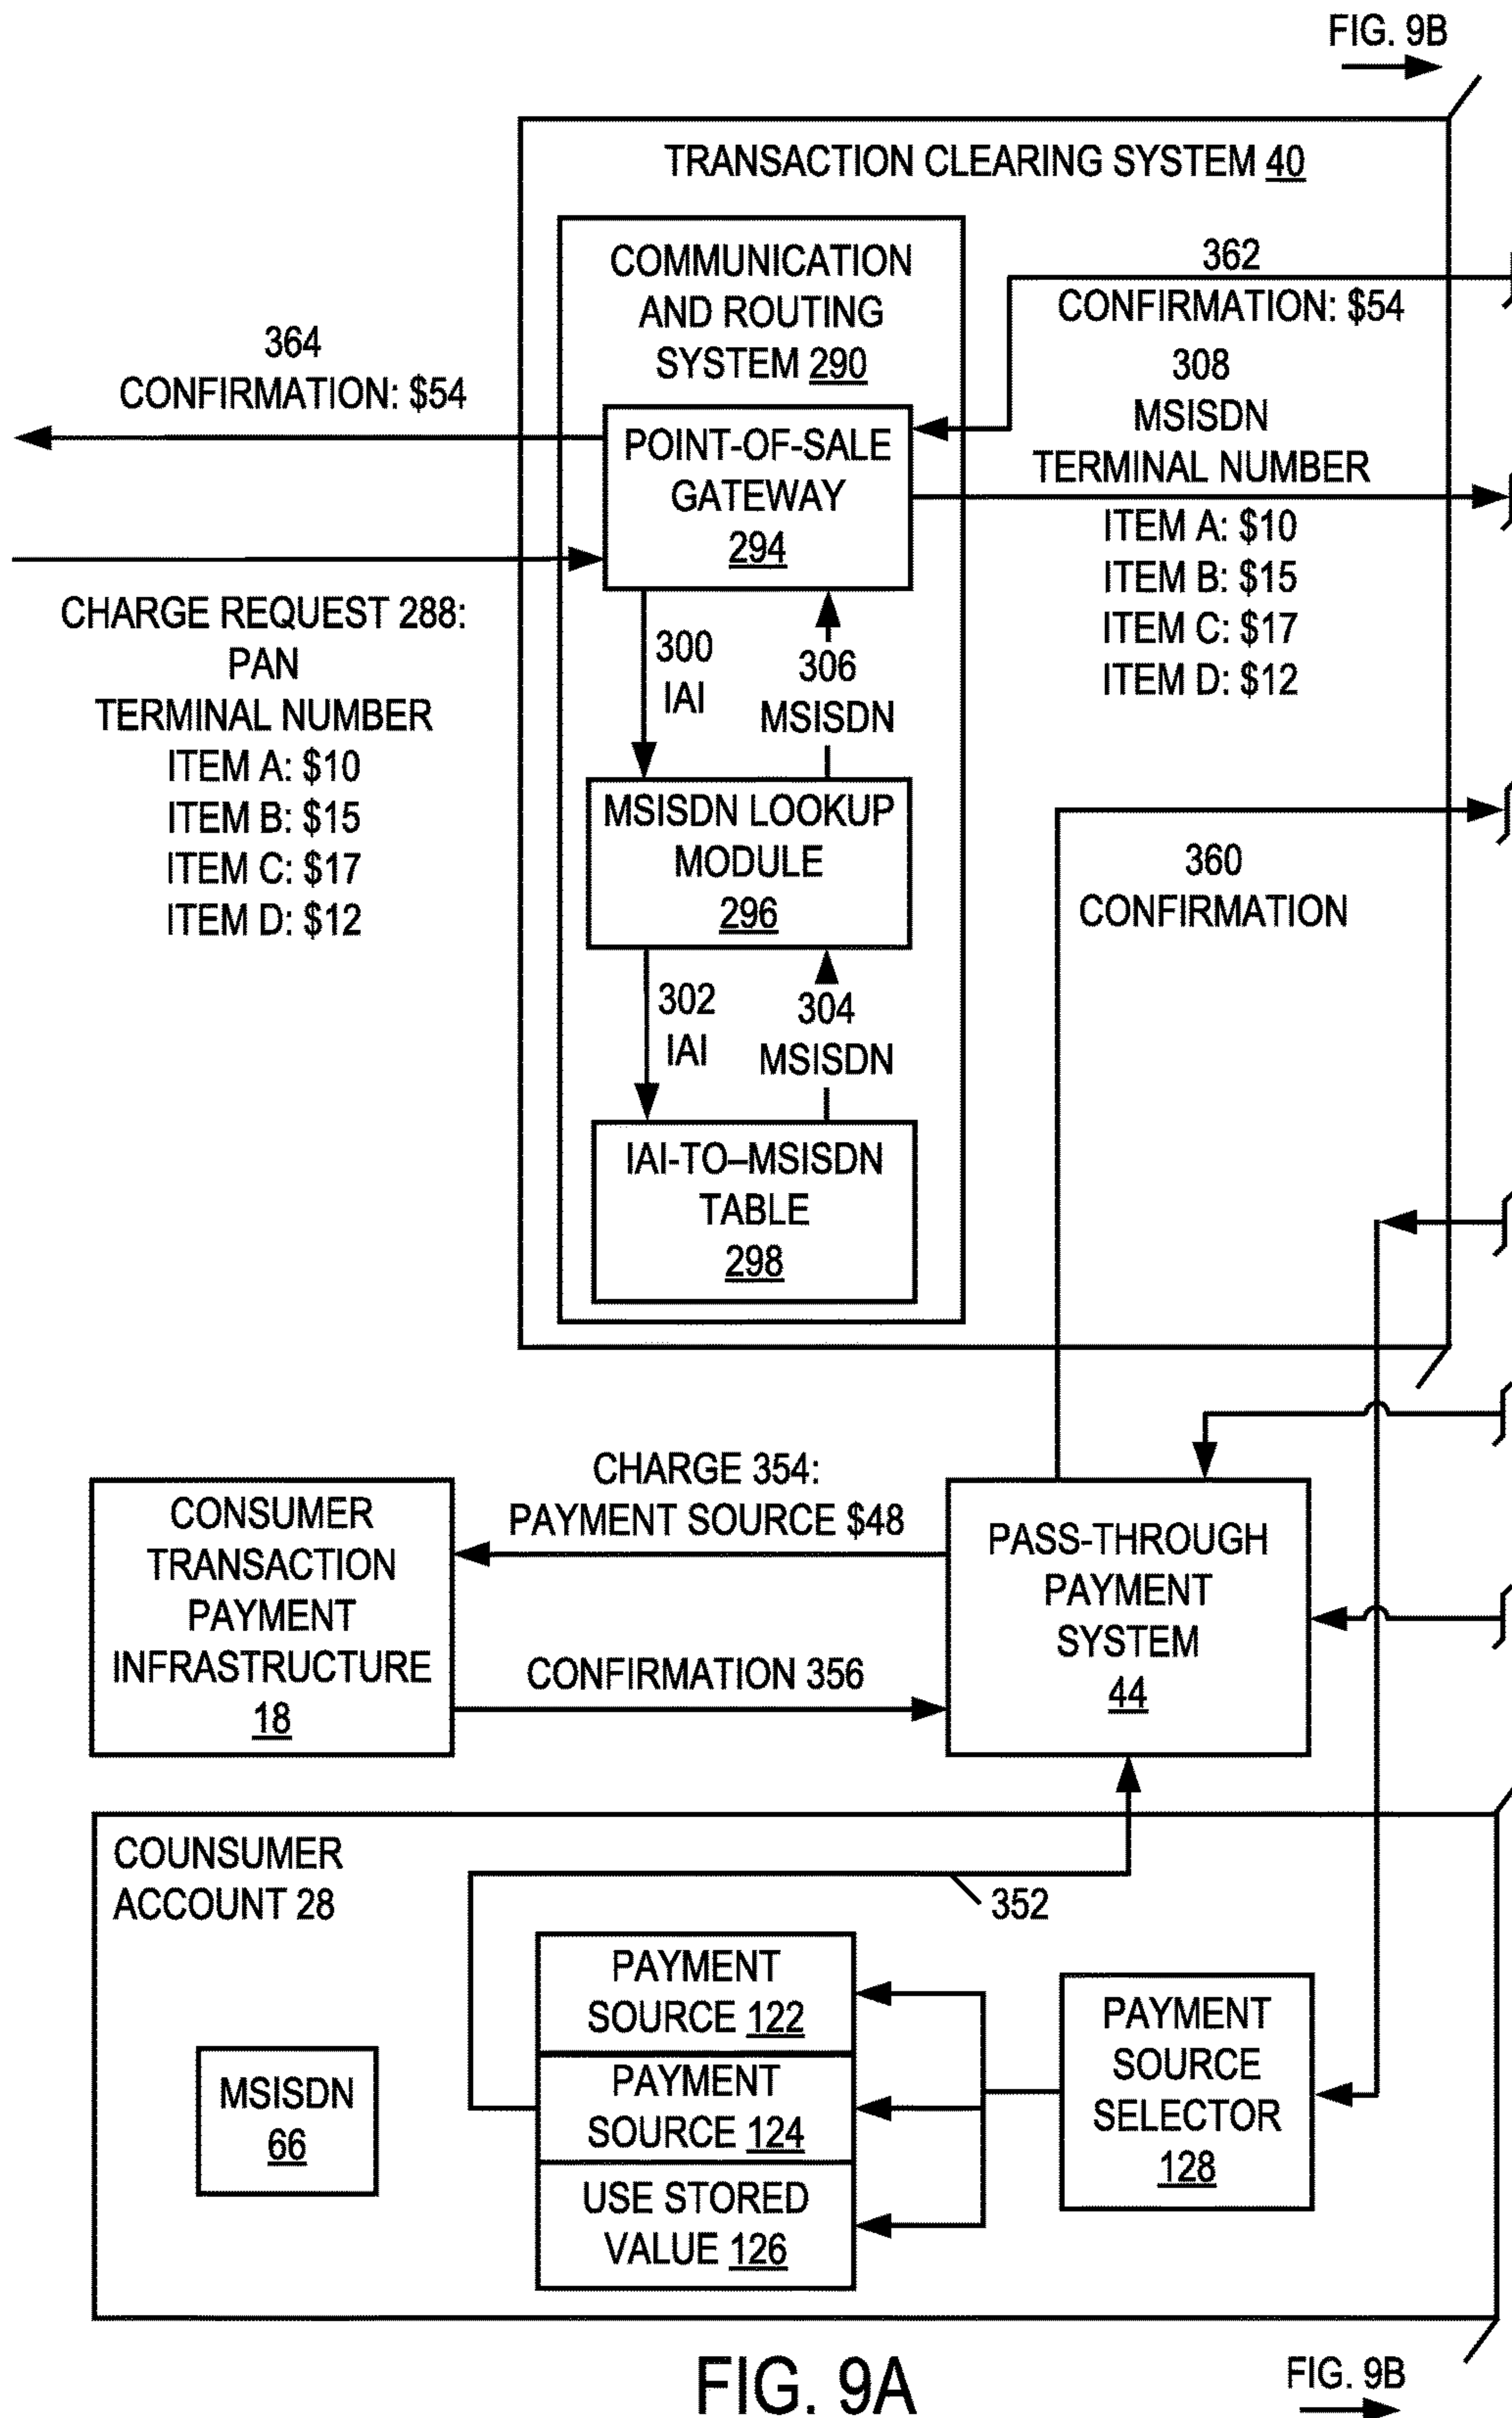 FIG. 9B
TRANSACTION CLEARING SYSTEM 40
COMMUNICATION
AND ROUTING
SYSTEM 290
362
CONFIRMATION: $54
364
CONFIRMATION: $54
308
MSISDN
TERMINAL NUMBER
ITEM A: $10
ITEM B: $15
ITEM C: $17
ITEM D: $12
POINT-OF-SALE
GATEWAY
294
CHARGE REQUEST 288:
PAN
TERMINAL NUMBER
ITEM A: $10
ITEM B: $15
ITEM C: $17
ITEM D: $12
300
IAI
306
MSISDN
MSISDN LOOKUP
MODULE
296
360
CONFIRMATION
302
IAI
304
MSISDN
IAI-TO–MSISDN
TABLE
298
CONSUMER
TRANSACTION
PAYMENT
INFRASTRUCTURE
18
CHARGE 354:
PAYMENT SOURCE $48
CONFIRMATION 356
PASS-THROUGH
PAYMENT
SYSTEM
44
COUNSUMER
ACCOUNT 28
352
MSISDN
66
PAYMENT
SOURCE 122
PAYMENT
SOURCE 124
USE STORED
VALUE 126
PAYMENT
SOURCE
SELECTOR
128
FIG. 9A
FIG. 9B